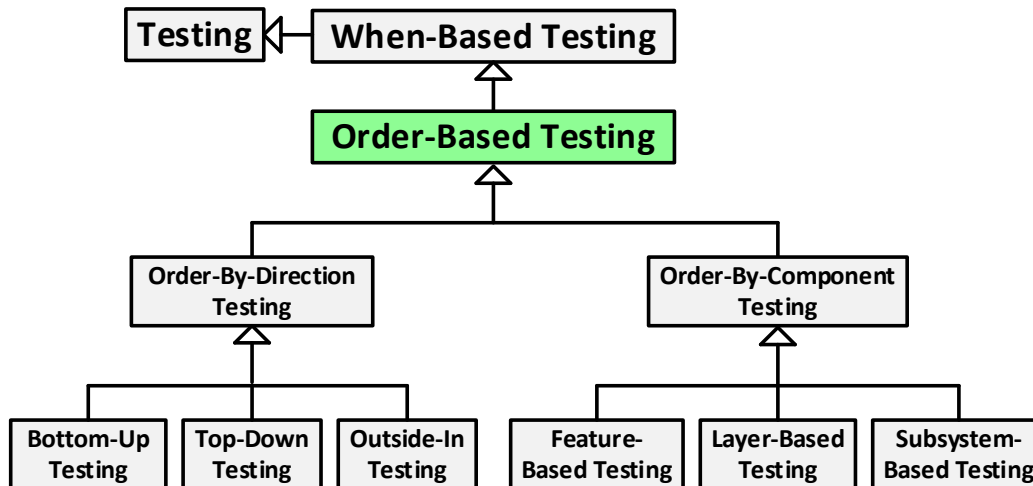 Testing
When-Based Testing
Order-Based Testing
Order-By-Direction
Testing
Order-By-Component
Testing
Bottom-Up
Testing
Top-Down
Testing
Outside-In
Testing
Feature-
Based Testing
Layer-Based
Testing
Subsystem-
Based Testing